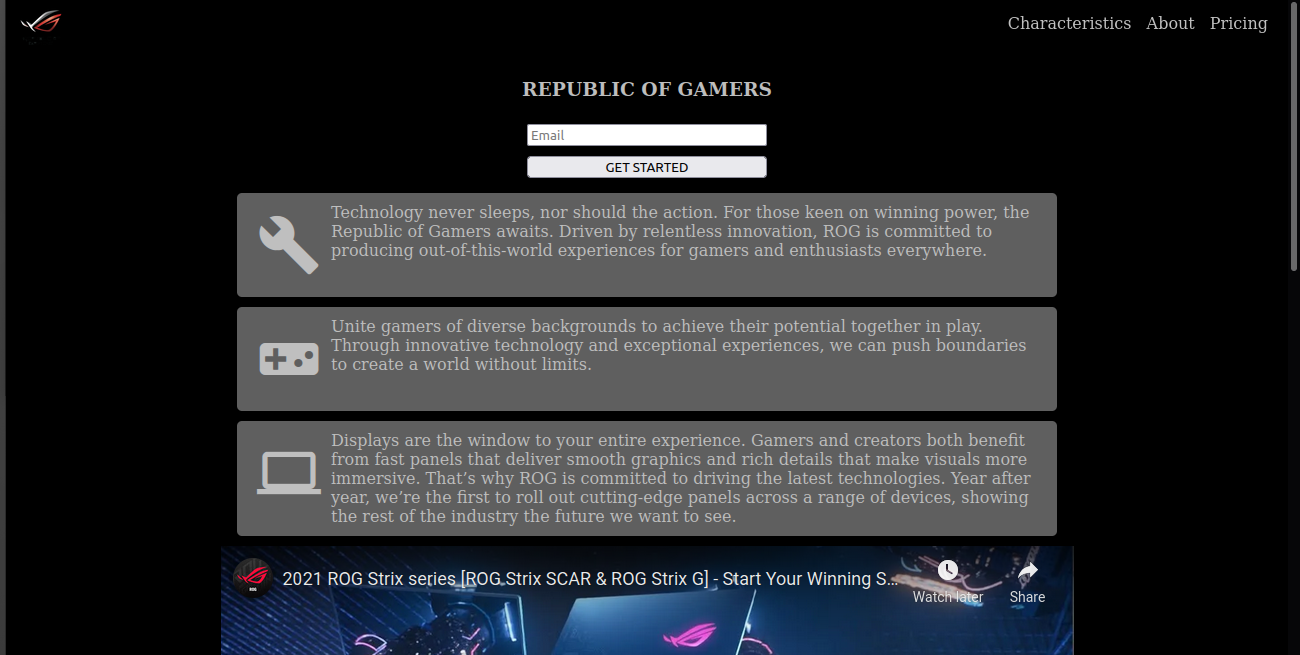 Characteristics About Pricing
REPUBLIC OF GAMERS
Email
GET STARTED
Technology never sleeps, nor should the action. For those keen on winning power, the
Republic of Gamers awaits. Driven by relentless innovation, ROG is committed to
producing out-of-this-world experiences for gamers and enthusiasts everywhere.
Unite gamers of diverse backgrounds to achieve their potential together in play.
Through innovative technology and exceptional experiences, we can push boundaries
to create a world without limits.
Displays are the window to your entire experience. Gamers and creators both benefit
from fast panels that deliver smooth graphics and rich details that make visuals more
immersive. That’s why ROG is committed to driving the latest technologies. Year after
year, we’re the first to roll out cutting-edge panels across a range of devices, showing
the rest of the industry the future we want to see.
2021 ROG Strix series [ROG Strix SCAR & ROG Strix G] - Start Your Winning S...
Watch later
Share